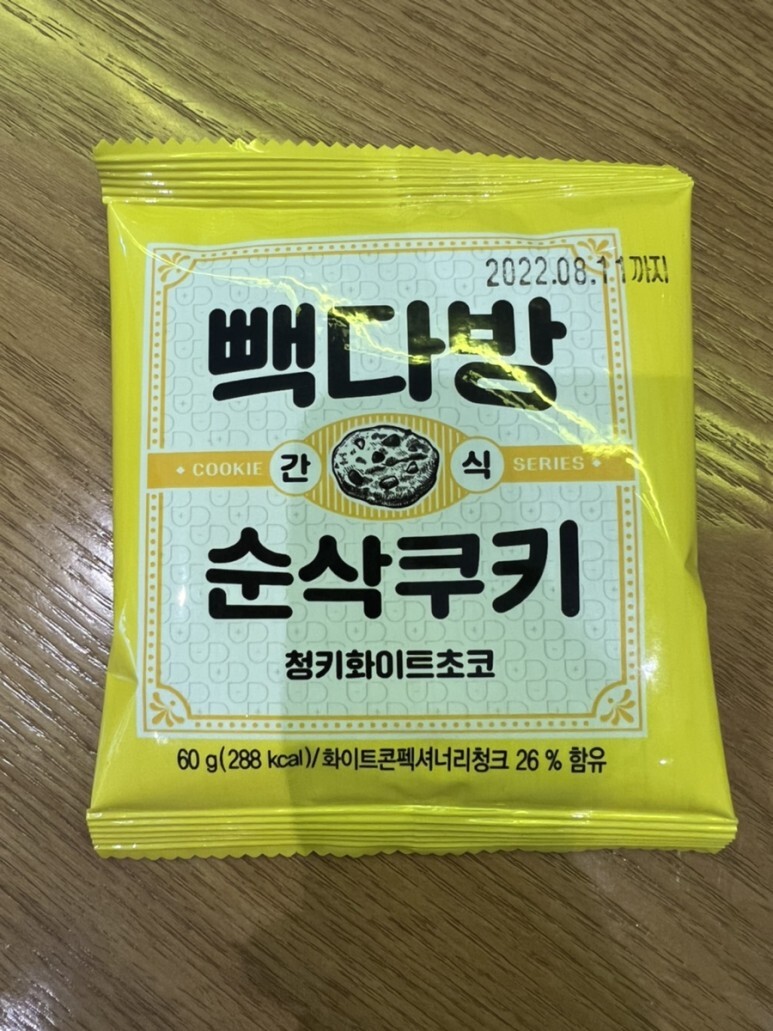 2022.08.11까지
빽다방
COOKIE 간 식 SERIES
순삭쿠키
청키화이트초코
60 g(288 kcal)/화이트콘펙셔너리청크 26 % 함유